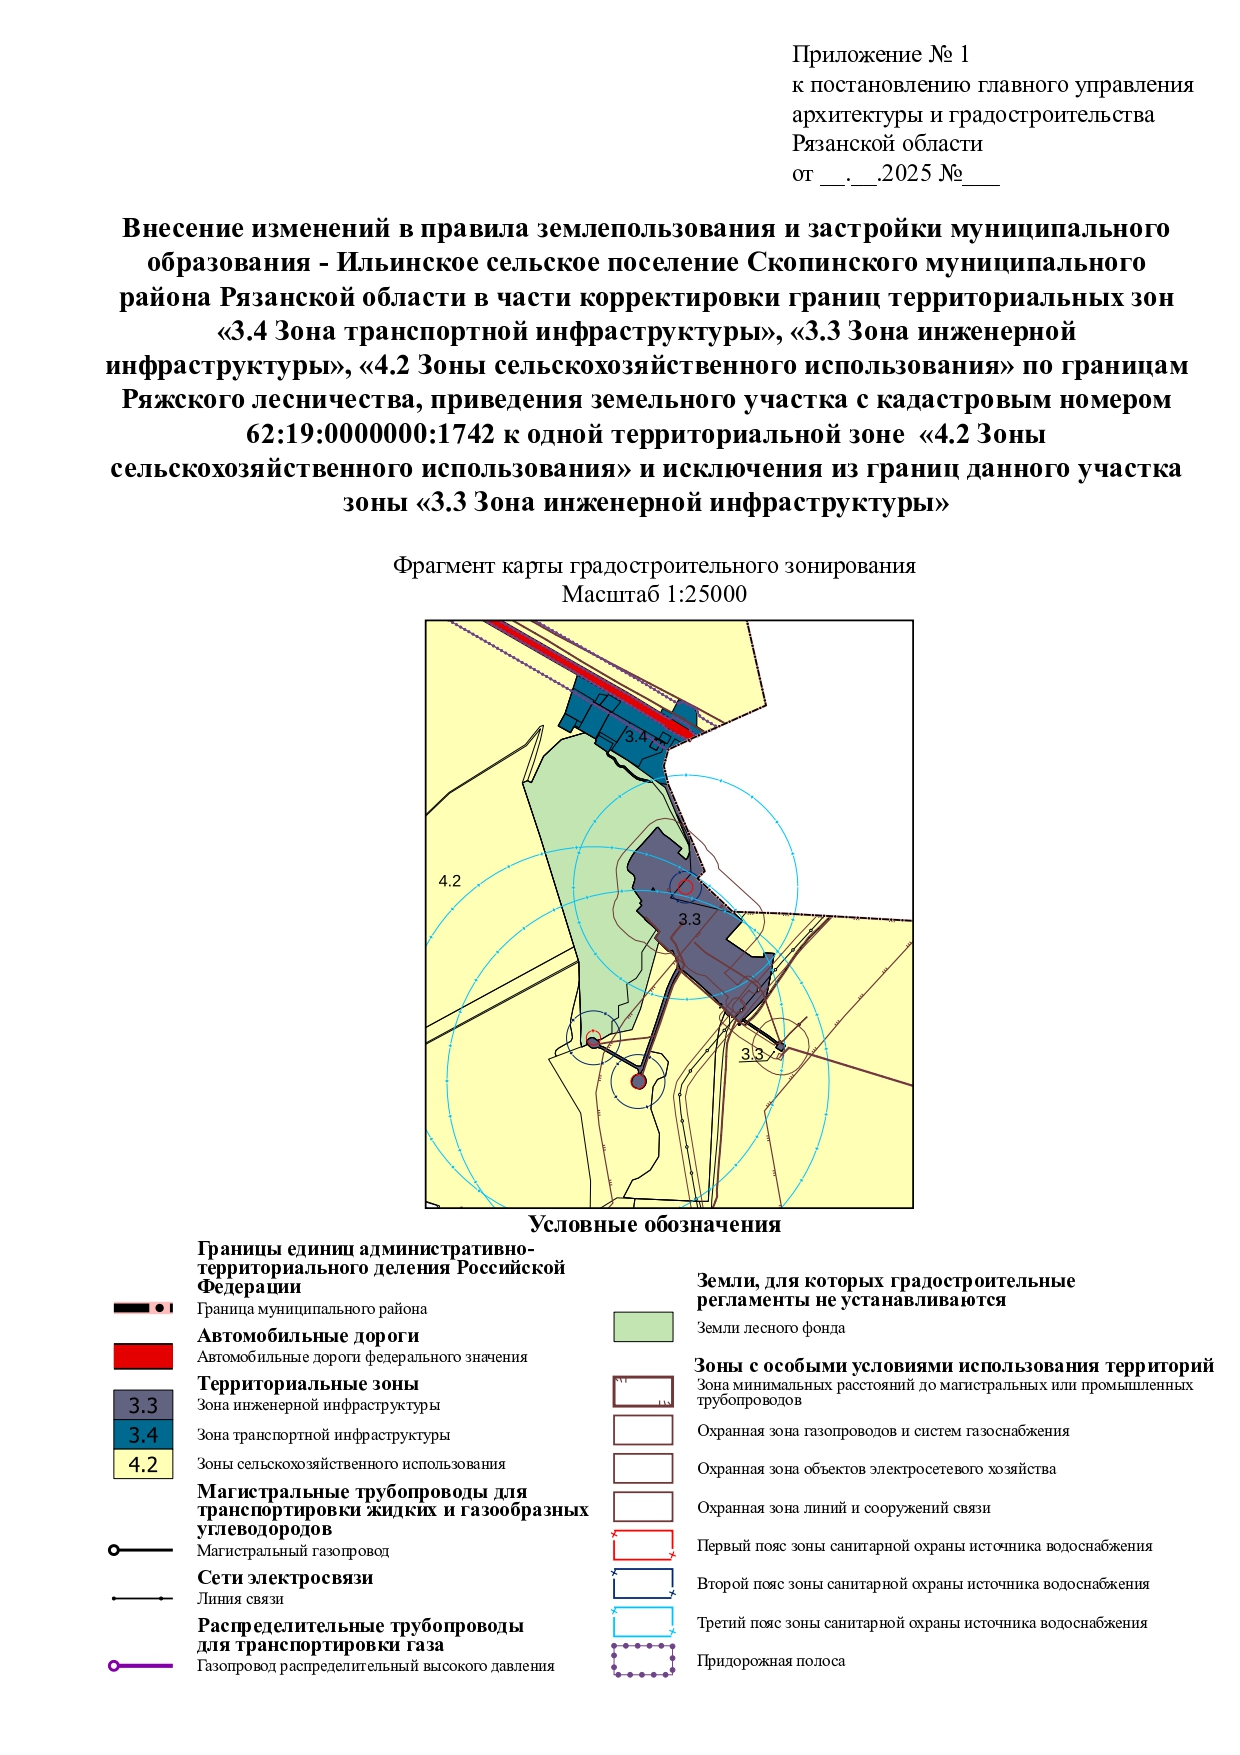 Приложение № 1
к постановлению главного управления
архитектуры и градостроительства
Рязанской области
от __.__.2025 №___
Внесение изменений в правила землепользования и застройки муниципального
образования - Ильинское сельское поселение Скопинского муниципального
района Рязанской области в части корректировки границ территориальных зон
«3.4 Зона транспортной инфраструктуры», «3.3 Зона инженерной
инфраструктуры», «4.2 Зоны сельскохозяйственного использования» по границам
Ряжского лесничества, приведения земельного участка с кадастровым номером
62:19:0000000:1742 к одной территориальной зоне «4.2 Зоны
сельскохозяйственного использования» и исключения из границ данного участка
зоны «3.3 Зона инженерной инфраструктуры»
Фрагмент карты градостроительного зонирования
Масштаб 1:25000
3.4
4.2
3.3
3.3
Условные обозначения
Границы единиц административно-
территориального деления Российской
Федерации
Граница муниципального района
Автомобильные дороги
Автомобильные дороги федерального значения
Территориальные зоны
3.3 Зона инженерной инфраструктуры
3.4 Зона транспортной инфраструктуры
4.2 Зоны сельскохозяйственного использования
Магистральные трубопроводы для
транспортировки жидких и газообразных
углеводородов
Магистральный газопровод
Сети электросвязи
Линия связи
Распределительные трубопроводы
для транспортировки газа
Газопровод распределительный высокого давления
Земли, для которых градостроительные
регламенты не устанавливаются
Земли лесного фонда
Зоны с особыми условиями использования территорий
Зона минимальных расстояний до магистральных или промышленных
трубопроводов
Охранная зона газопроводов и систем газоснабжения
Охранная зона объектов электросетевого хозяйства
Охранная зона линий и сооружений связи
Первый пояс зоны санитарной охраны источника водоснабжения
Второй пояс зоны санитарной охраны источника водоснабжения
Третий пояс зоны санитарной охраны источника водоснабжения
Придорожная полоса